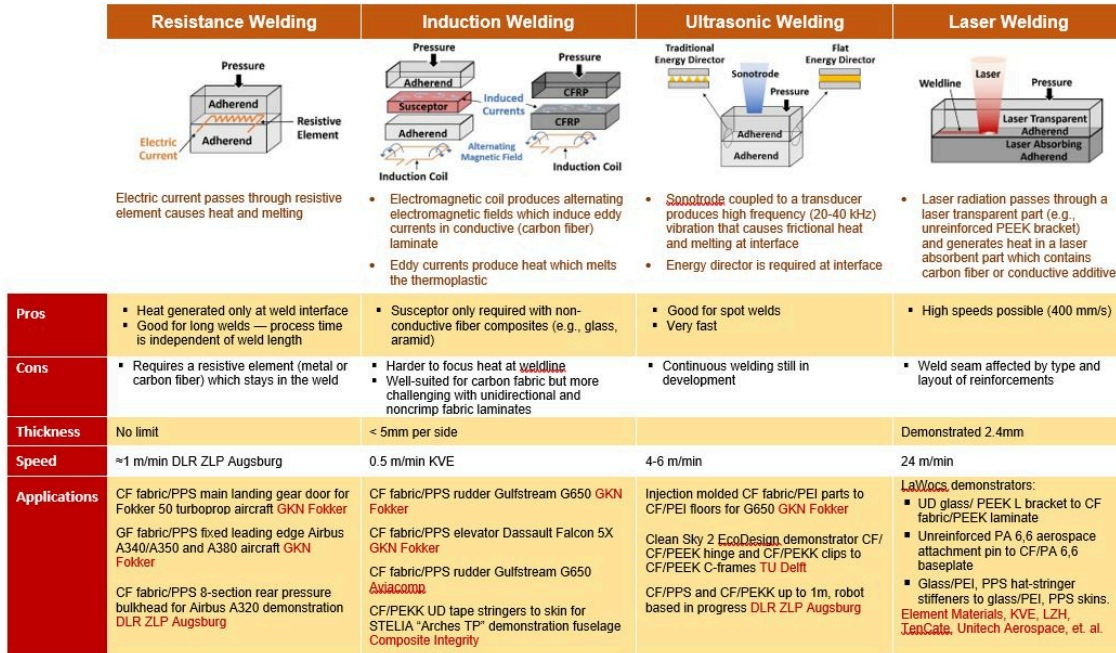 Resistance Welding
Induction Welding
Ultrasonic Welding
Laser Welding
Pressure
Adherend
Adherend
Resistive
Element
Electric
Current
Pressure
Adherend
Susceptor
Adherend
Induction Coil
Induced
Currents
Alternating
Magnetic Field
Pressure
CFRP
CFRP
Induction Coil
Traditional
Energy Director
Sonotrode
Flat
Energy Director
Pressure
Adherend
Adherend
Laser
Weldline
Pressure
Laser Transparent
Adherend
Laser Absorbing
Adherend
Electric current passes through resistive
element causes heat and melting
• Electromagnetic coil produces alternating
electromagnetic fields which induce eddy
currents in conductive (carbon fiber)
laminate
• Eddy currents produce heat which melts
the thermoplastic
• Sonotrode coupled to a transducer
produces high frequency (20-40 kHz)
vibration that causes frictional heat
and melting at interface
• Energy director is required at interface
• Laser radiation passes through a
laser transparent part (e.g.,
unreinforced PEEK bracket)
and generates heat in a laser
absorbent part which contains
carbon fiber or conductive additive
Pros
▪ Heat generated only at weld interface
▪ Good for long welds — process time
is independent of weld length
▪ Susceptor only required with non-
conductive fiber composites (e.g., glass,
aramid)
▪ Good for spot welds
▪ Very fast
▪ High speeds possible (400 mm/s)
Cons
▪ Requires a resistive element (metal or
carbon fiber) which stays in the weld
▪ Harder to focus heat at weldline
▪ Well-suited for carbon fabric but more
challenging with unidirectional and
noncrimp fabric laminates
▪ Continuous welding still in
development
▪ Weld seam affected by type and
layout of reinforcements
Thickness
No limit
< 5mm per side
Demonstrated 2.4mm
Speed
≈1 m/min DLR ZLP Augsburg
0.5 m/min KVE
4-6 m/min
24 m/min
Applications
CF fabric/PPS main landing gear door for
Fokker 50 turboprop aircraft GKN Fokker
GF fabric/PPS fixed leading edge Airbus
A340/A350 and A380 aircraft GKN
Fokker
CF fabric/PPS 8-section rear pressure
bulkhead for Airbus A320 demonstration
DLR ZLP Augsburg
CF fabric/PPS rudder Gulfstream G650 GKN
Fokker
CF fabric/PPS elevator Dassault Falcon 5X
GKN Fokker
CF fabric/PPS rudder Gulfstream G650
Aviacomp
CF/PEKK UD tape stringers to skin for
STELIA “Arches TP” demonstration fuselage
Composite Integrity
Injection molded CF fabric/PEI parts to
CF/PEI floors for G650 GKN Fokker
Clean Sky 2 EcoDesign demonstrator CF/
CF/PEEK hinge and CF/PEKK clips to
CF/PEEK C-frames TU Delft
CF/PPS and CF/PEKK up to 1m, robot
based in progress DLR ZLP Augsburg
LaWocs demonstrators:
▪ UD glass/ PEEK L bracket to CF
fabric/PEEK laminate
▪ Unreinforced PA 6,6 aerospace
attachment pin to CF/PA 6,6
baseplate
▪ Glass/PEI, PPS hat-stringer
stiffeners to glass/PEI, PPS skins.
Element Materials, KVE, LZH,
TenCate, Unitech Aerospace, et. al.